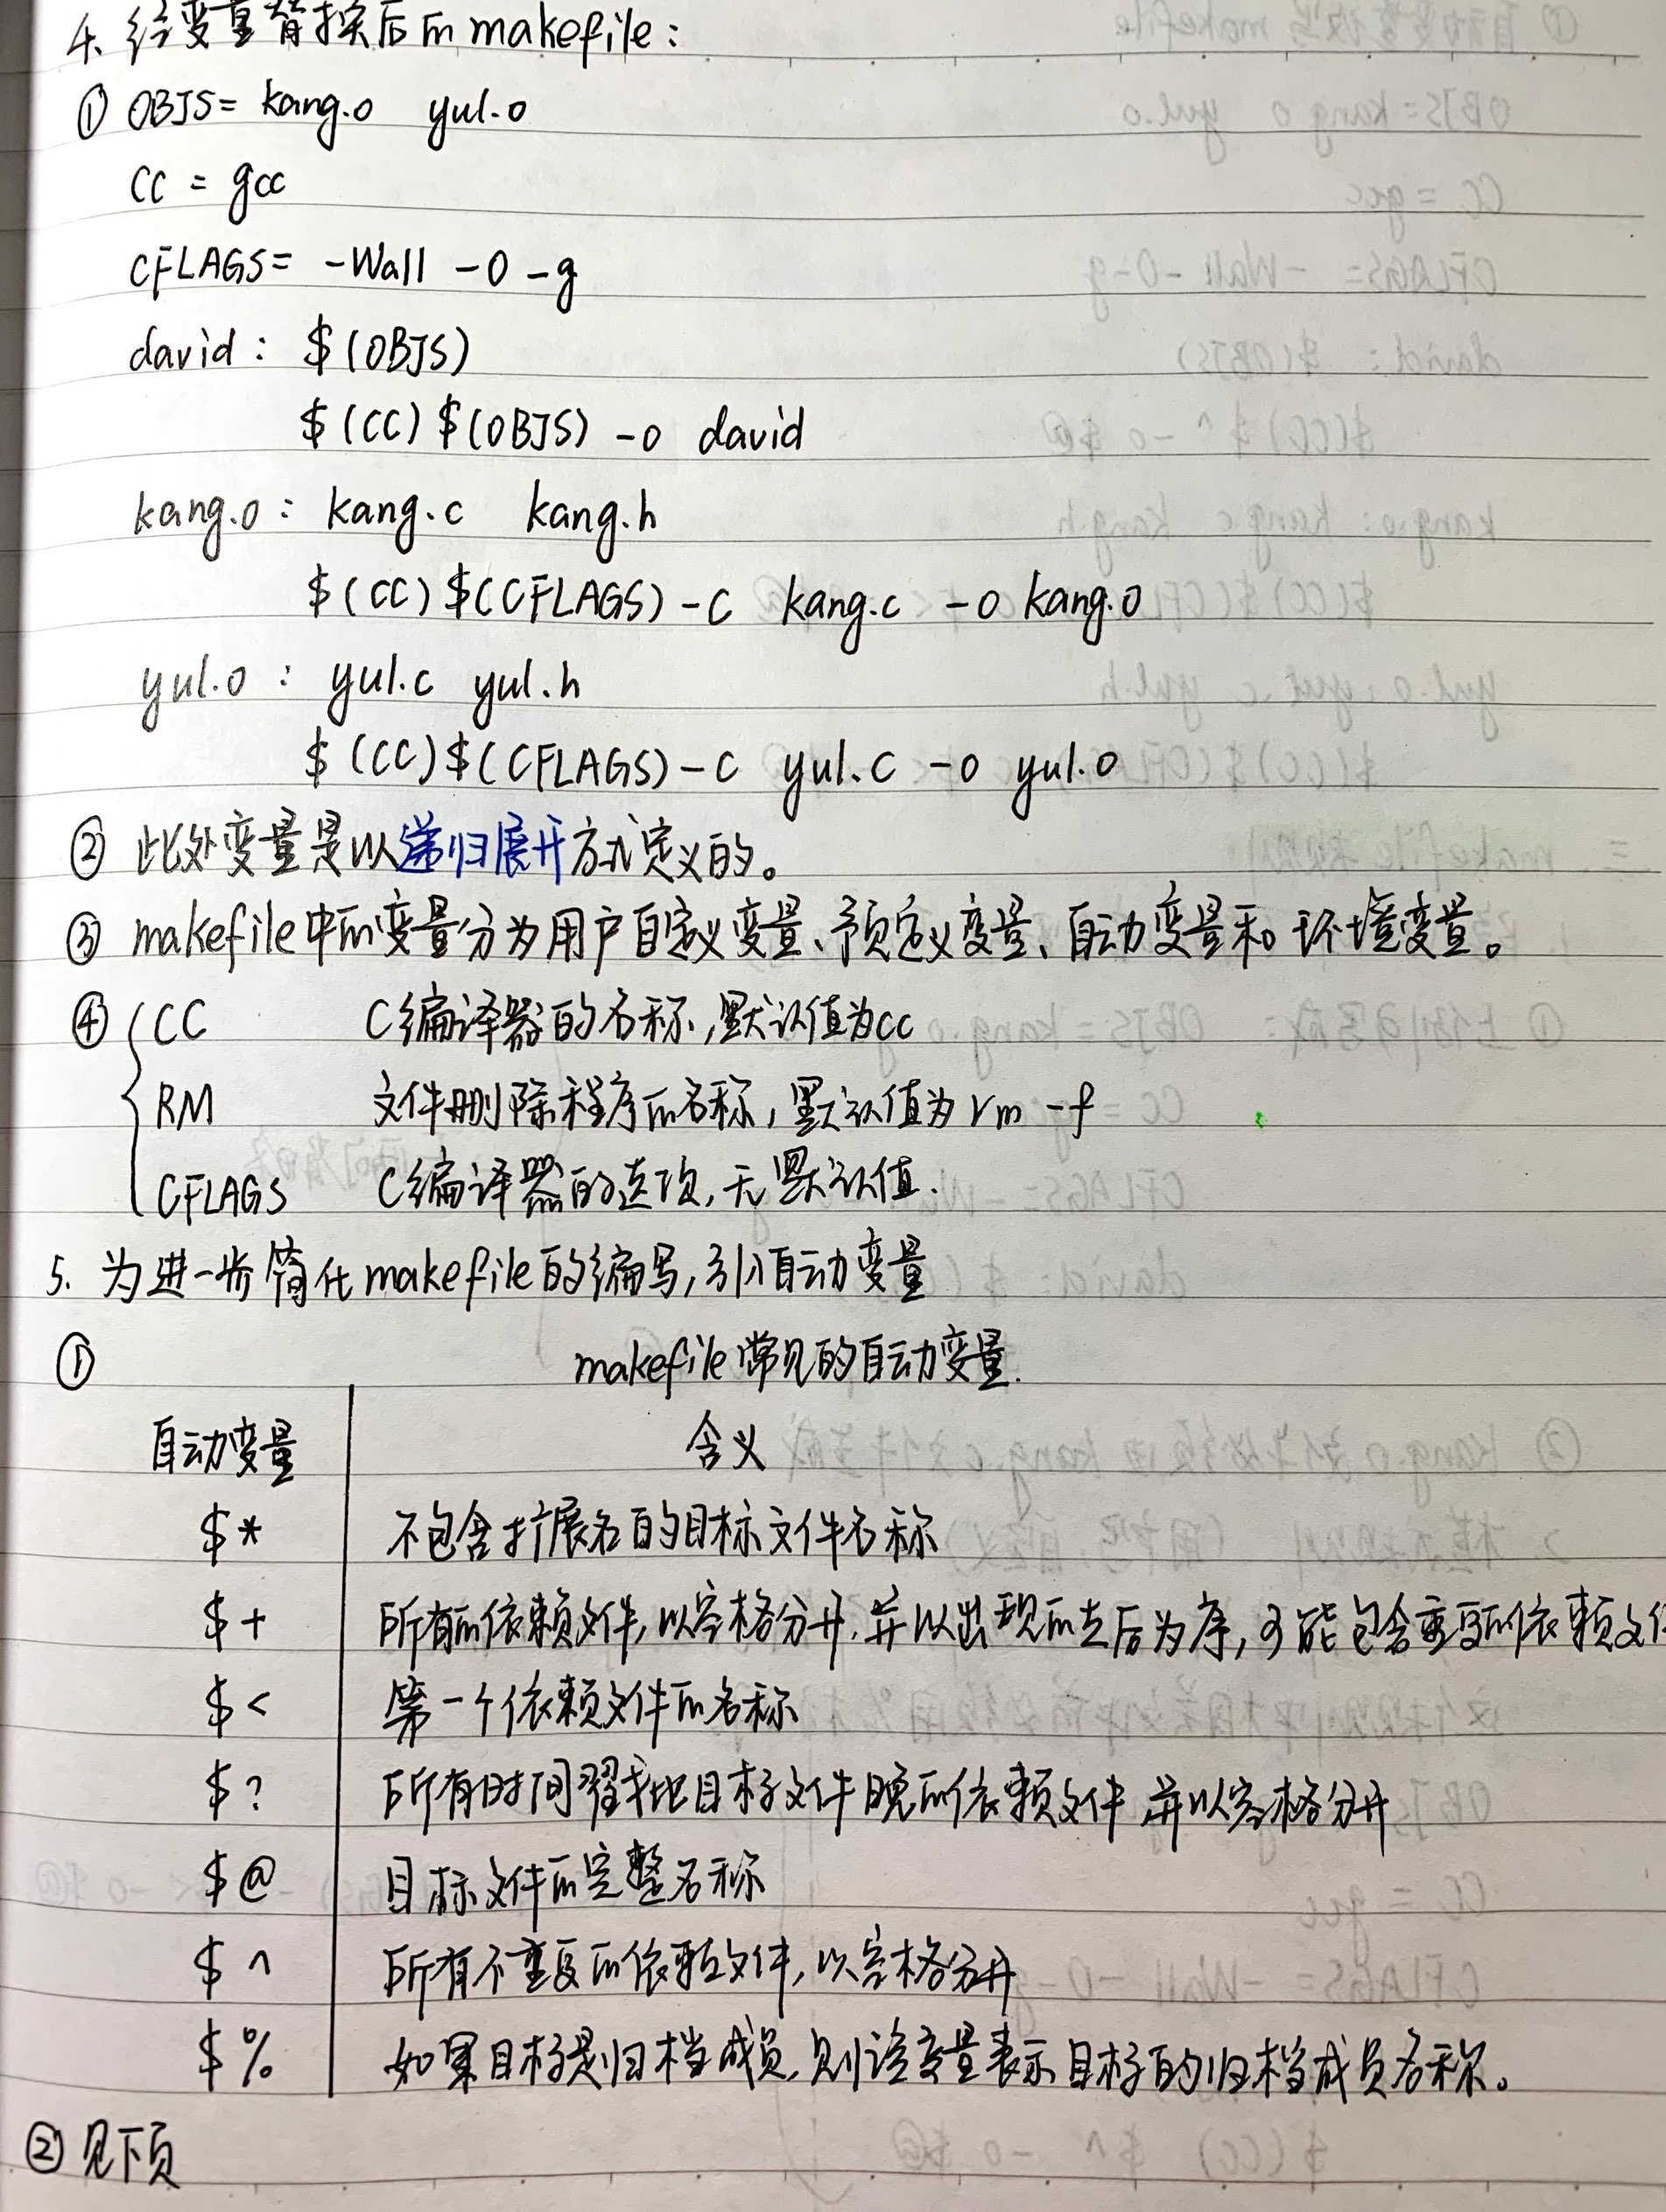 4. 经变量替换后的makefile:
① OBJS= kang.o yul.o
CC = gcc
CFLAGS= -Wall -O -g
david: $(OBJS)
$(CC) $(OBJS) -o david
kang.o: kang.c kang.h
$(CC) $(CFLAGS) -C kang.c -o kang.o
yul.o: yul.c yul.h
$(CC) $(CFLAGS) -C yul.c -o yul.o
② 此处变量是以递归展开方式定义的。
③ makefile中的变量分为用户自定义变量、预定义变量、自动变量和环境变量。
④ CC C编译器的名称,默认值为cc
RM 文件删除程序的名称,默认值为rm -f
CFLAGS C编译器的选项,无默认值.
5. 为进一步简化makefile的编写,引入自动变量
① makefile常见的自动变量.
自动变量 含义
$* 不包含扩展名的目标文件名称
$+ 所有的依赖文件,以空格分开,并以出现的先后为序,可能包含重复的依赖文件
$< 第一个依赖文件的名称
$? 所有时间戳比目标文件晚的依赖文件 并以空格分开
$@ 目标文件的完整名称
$^ 所有不重复的依赖文件,以空格分开
$% 如果目标是归档成员,则该变量表示目标的归档成员名称。
② 见下页